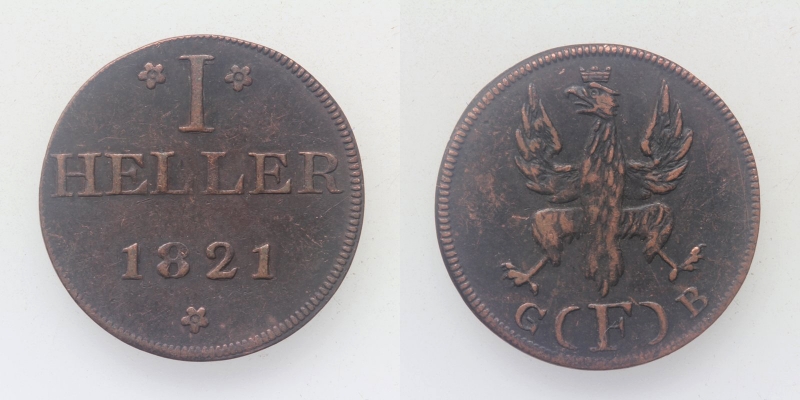 I
HELLER
1821
G (F) B